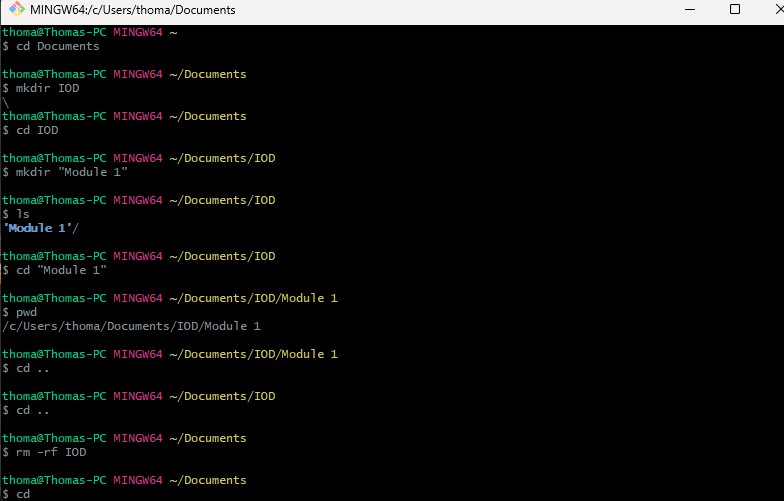 MINGW64:/c/Users/thoma/Documents
thoma@Thomas-PC MINGW64 ~
$ cd Documents
thoma@Thomas-PC MINGW64 ~/Documents
$ mkdir IOD
\
thoma@Thomas-PC MINGW64 ~/Documents
$ cd IOD
thoma@Thomas-PC MINGW64 ~/Documents/IOD
$ mkdir "Module 1"
thoma@Thomas-PC MINGW64 ~/Documents/IOD
$ ls
'Module 1'/
thoma@Thomas-PC MINGW64 ~/Documents/IOD
$ cd "Module 1"
thoma@Thomas-PC MINGW64 ~/Documents/IOD/Module 1
$ pwd
/c/Users/thoma/Documents/IOD/Module 1
thoma@Thomas-PC MINGW64 ~/Documents/IOD/Module 1
$ cd ..
thoma@Thomas-PC MINGW64 ~/Documents/IOD
$ cd ..
thoma@Thomas-PC MINGW64 ~/Documents
$ rm -rf IOD
thoma@Thomas-PC MINGW64 ~/Documents
$ cd